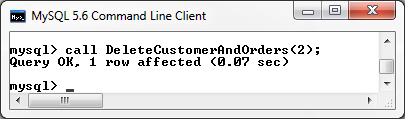 MySQL 5.6 Command Line Client
mysql> call DeleteCustomerAndOrders(2);
Query OK, 1 row affected (0.07 sec)
mysql> _